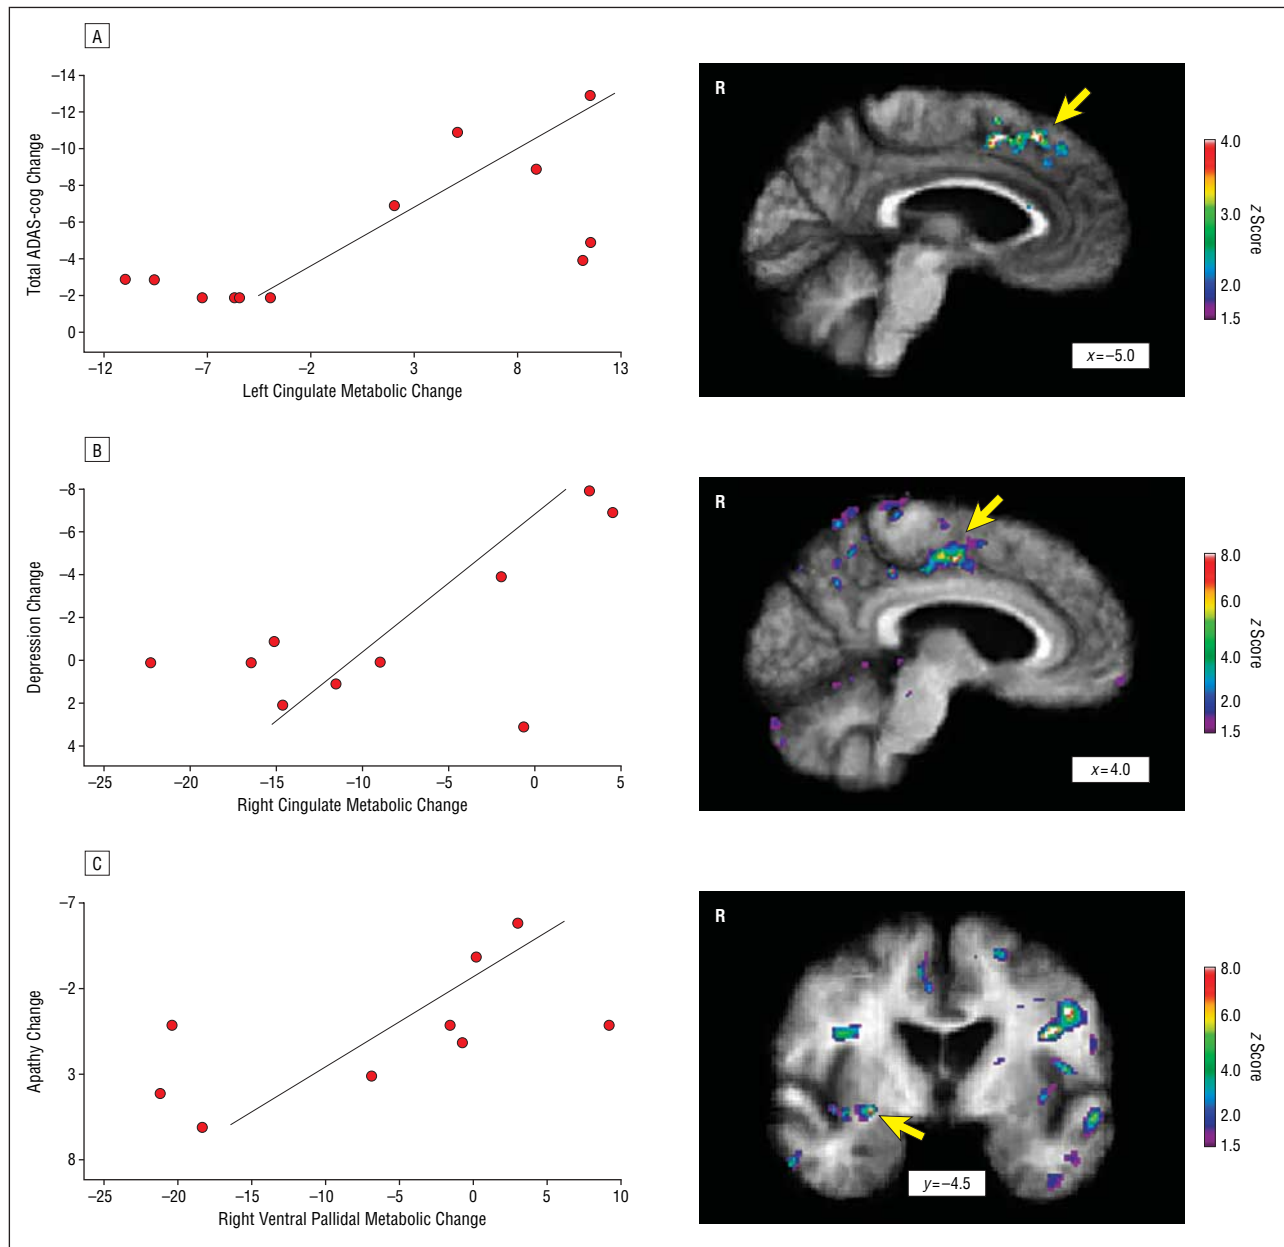 A
Total ADAS-cog Change
–14
–12
–10
–8
–6
–4
–2
0
–12 –7 –2 3 8 13
Left Cingulate Metabolic Change
R
x=–5.0
4.0
3.0
2.0
1.5
z Score
B
Depression Change
–8
–6
–4
–2
0
2
4
–25 –20 –15 –10 –5 0 5
Right Cingulate Metabolic Change
R
x=4.0
8.0
6.0
4.0
2.0
1.5
z Score
C
Apathy Change
–7
–2
3
8
–25 –20 –15 –10 –5 0 5 10
Right Ventral Pallidal Metabolic Change
R
y=–4.5
8.0
6.0
4.0
2.0
1.5
z Score